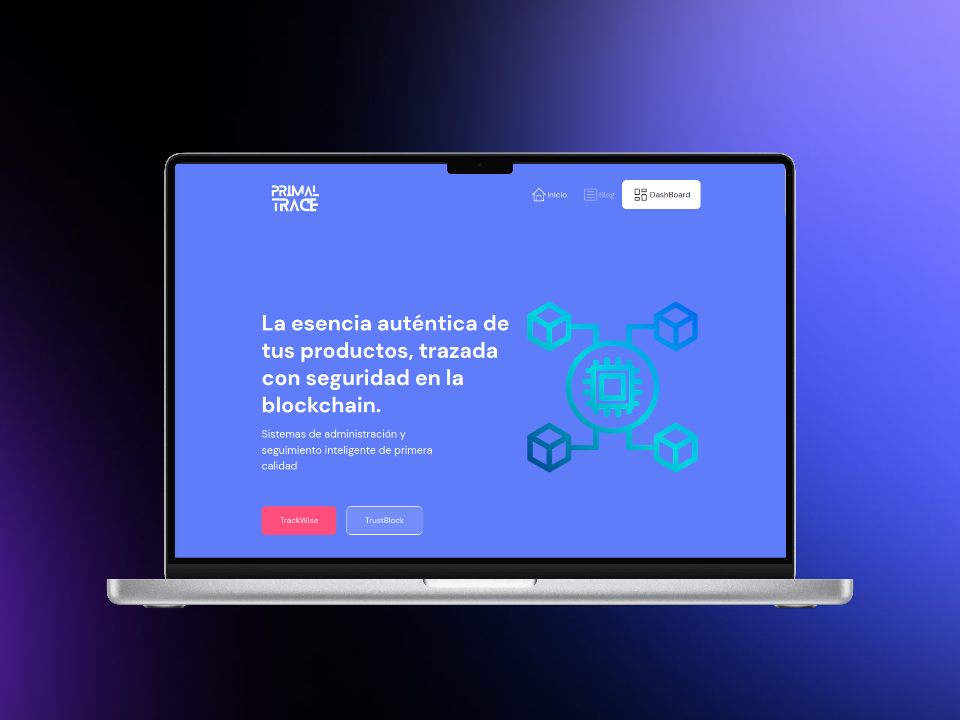 PRIMAL
TRACE
Inicio
Blog
DashBoard
La esencia auténtica de
tus productos, trazada
con seguridad en la
blockchain.
Sistemas de administración y
seguimiento inteligente de primera
calidad
TrackWise
TrustBlock